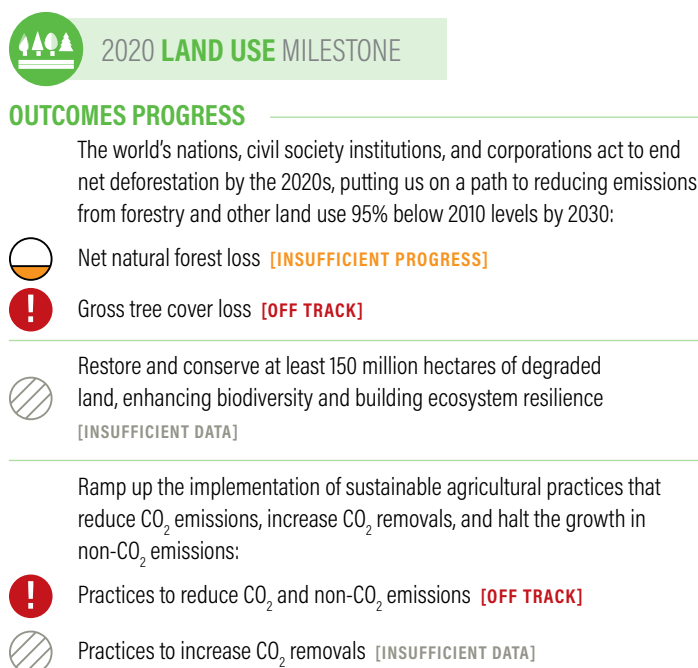 2020 LAND USE MILESTONE
OUTCOMES PROGRESS
The world's nations, civil society institutions, and corporations act to end
net deforestation by the 2020s, putting us on a path to reducing emissions
from forestry and other land use 95% below 2010 levels by 2030:
Net natural forest loss [INSUFFICIENT PROGRESS]
! Gross tree cover loss [OFF TRACK]
Restore and conserve at least 150 million hectares of degraded
land, enhancing biodiversity and building ecosystem resilience
[INSUFFICIENT DATA]
Ramp up the implementation of sustainable agricultural practices that
reduce CO₂ emissions, increase CO₂ removals, and halt the growth in
non-CO₂ emissions:
! Practices to reduce CO₂ and non-CO₂ emissions [OFF TRACK]
Practices to increase CO₂ removals [INSUFFICIENT DATA]